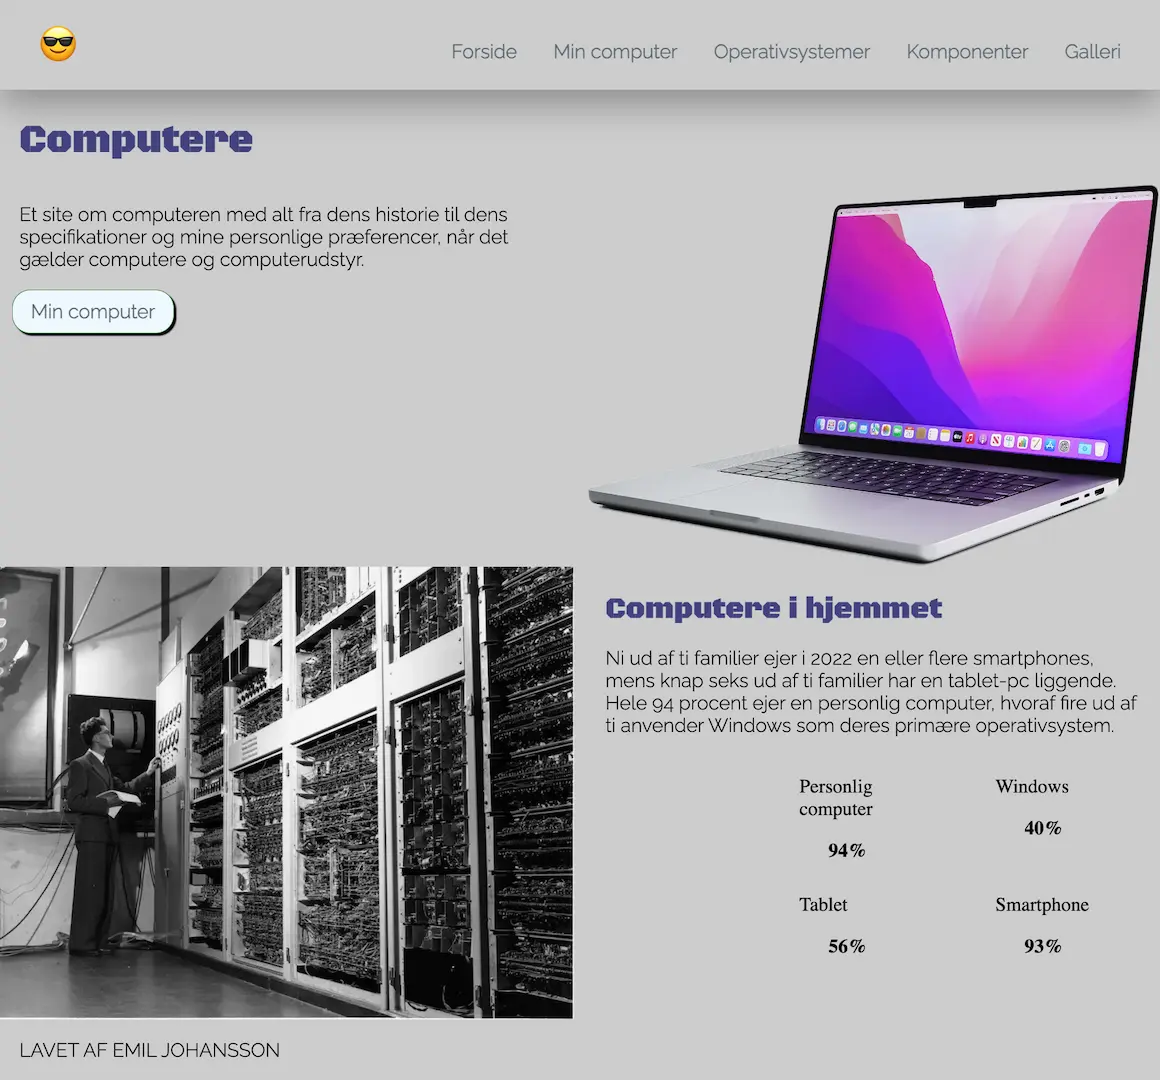 Forside Min computer Operativsystemer Komponenter Galleri
Computere
Et site om computeren med alt fra dens historie til dens
specifikationer og mine personlige præferencer, når det
gælder computere og computerudstyr.
Min computer
Computere i hjemmet
Ni ud af ti familier ejer i 2022 en eller flere smartphones,
mens knap seks ud af ti familier har en tablet-pc liggende.
Hele 94 procent ejer en personlig computer, hvoraf fire ud af
ti anvender Windows som deres primære operativsystem.
Personlig
computer
94%
Windows
40%
Tablet
56%
Smartphone
93%
LAVET AF EMIL JOHANSSON